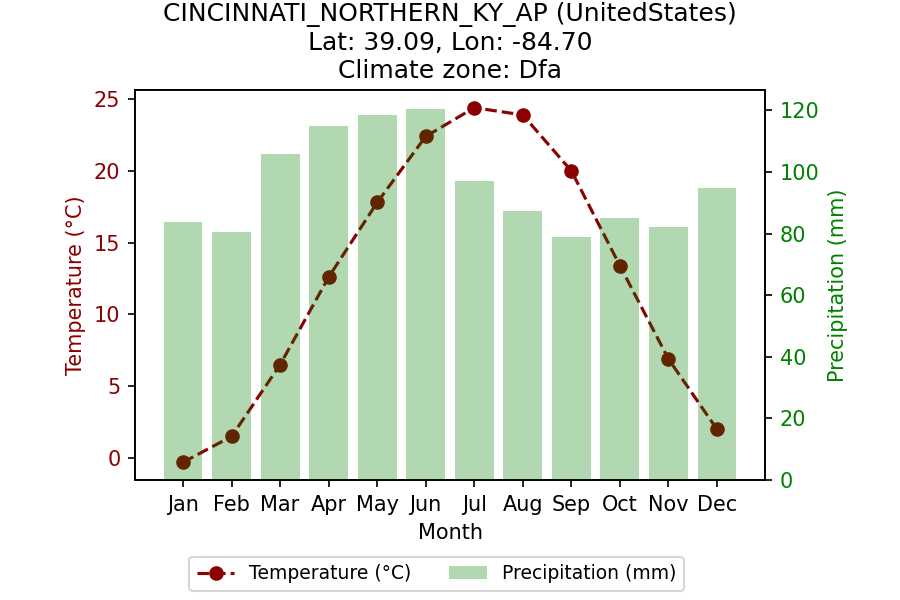 CINCINNATI_NORTHERN_KY_AP (UnitedStates)
Lat: 39.09, Lon: -84.70
Climate zone: Dfa
25
20
15
10
5
0
Temperature (°C)
120
100
80
60
40
20
0
Precipitation (mm)
Jan Feb Mar Apr May Jun Jul Aug Sep Oct Nov Dec
Month
Temperature (°C) Precipitation (mm)